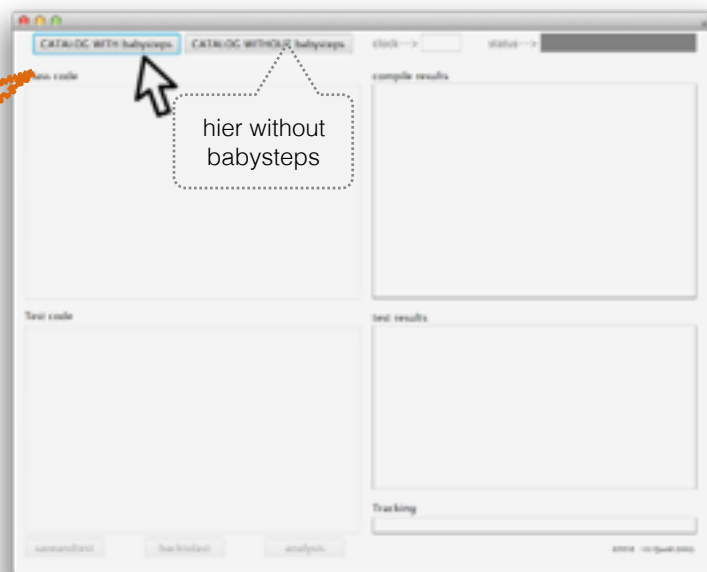 CATALOG WITH babysteps
CATALOG WITHOUT babysteps
clock--->
status--->
code
compile results
hier without
babysteps
Test code
test results
Tracking
saveandtest
backtolast
analysis